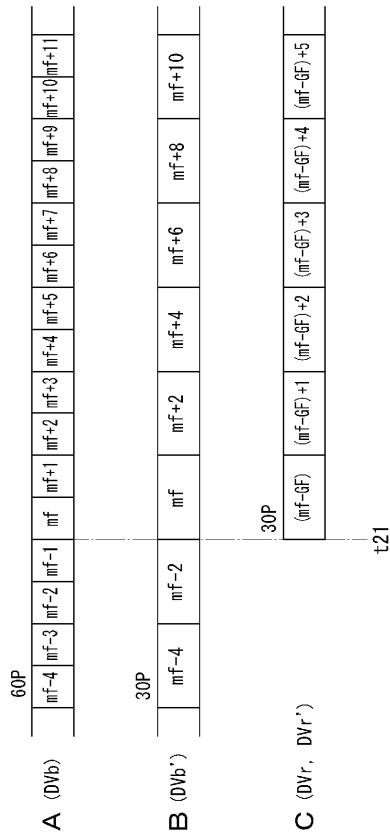 60P
A (DVb) mf-4 mf-3 mf-2 mf-1 mf mf+1 mf+2 mf+3 mf+4 mf+5 mf+6 mf+7 mf+8 mf+9 mf+10 mf+11
30P
B (DVb') mf-4 mf-2 mf mf+2 mf+4 mf+6 mf+8 mf+10
30P
C (DVr, DVr') (mf-GF) (mf-GF)+1 (mf-GF)+2 (mf-GF)+3 (mf-GF)+4 (mf-GF)+5
t21